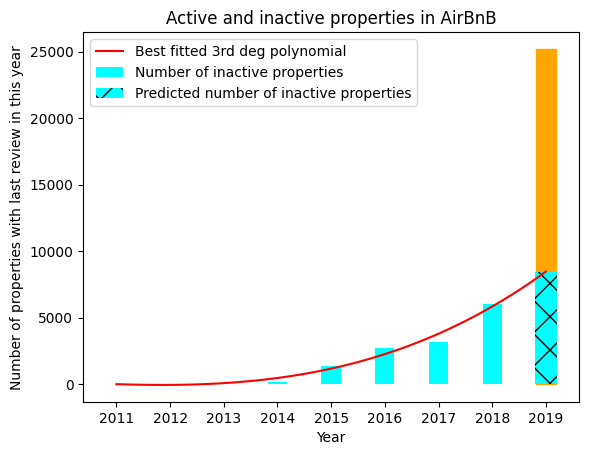 Active and inactive properties in AirBnB
Number of properties with last review in this year
25000
20000
15000
10000
5000
0
Best fitted 3rd deg polynomial
Number of inactive properties
Predicted number of inactive properties
2011 2012 2013 2014 2015 2016 2017 2018 2019
Year